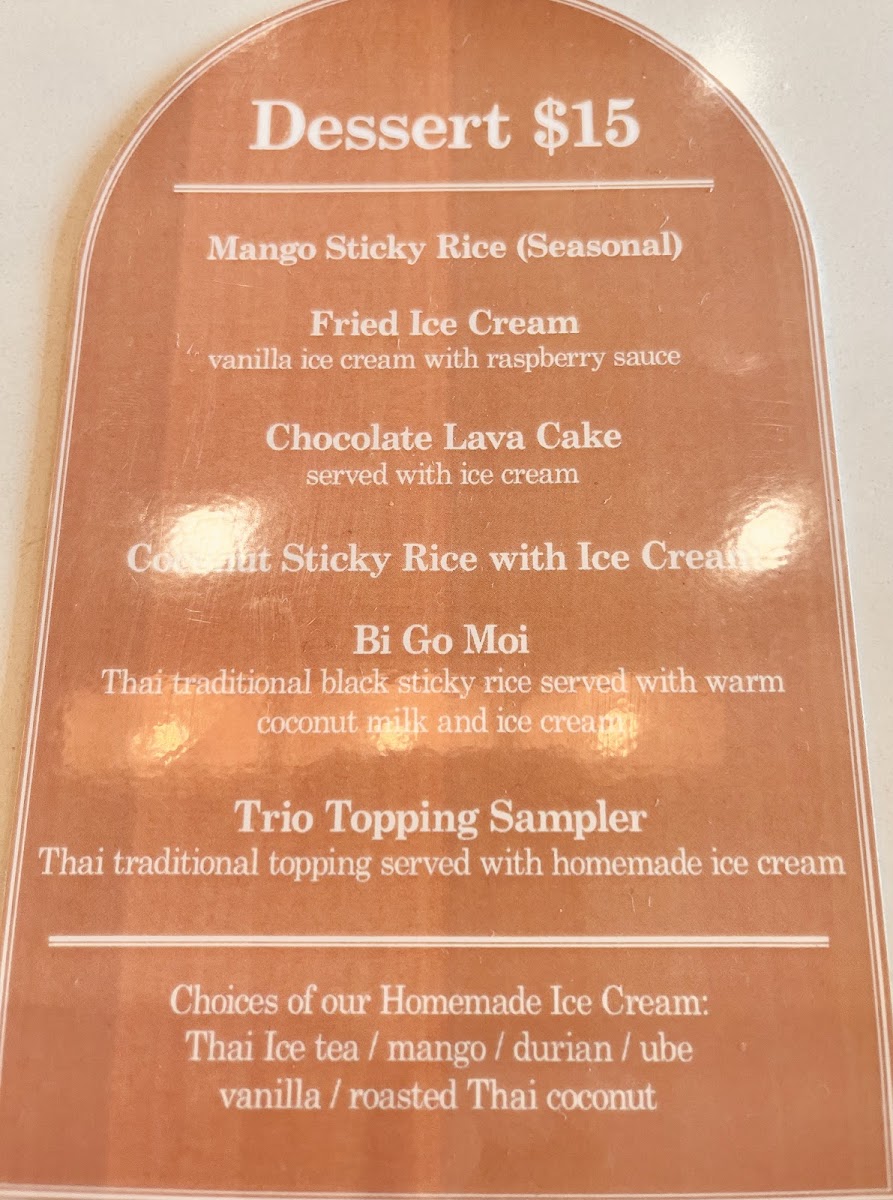 Dessert $15
Mango Sticky Rice (Seasonal)
Fried Ice Cream
vanilla ice cream with raspberry sauce
Chocolate Lava Cake
served with ice cream
Coconut Sticky Rice with Ice Cream
Bi Go Moi
Thai traditional black sticky rice served with warm
coconut milk and ice cream
Trio Topping Sampler
Thai traditional topping served with homemade ice cream
Choices of our Homemade Ice Cream:
Thai Ice tea / mango / durian / ube
vanilla / roasted Thai coconut